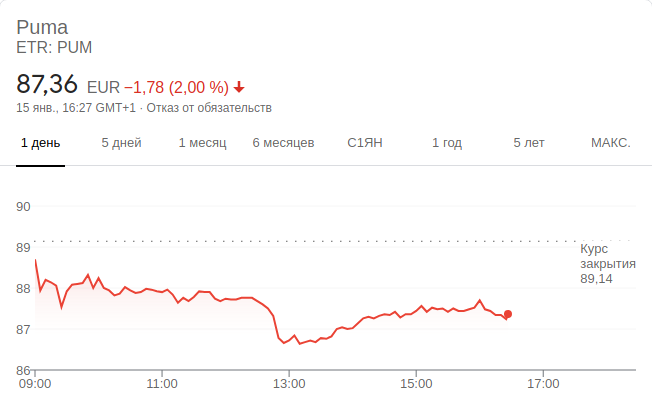 Puma
ETR: PUM
87,36 EUR −1,78 (2,00 %)
15 янв., 16:27 GMT+1 · Отказ от обязательств
1 день 5 дней 1 месяц 6 месяцев С1ЯН 1 год 5 лет МАКС.
90
89
Курс
закрытия
89,14
88
87
86
09:00 11:00 13:00 15:00 17:00